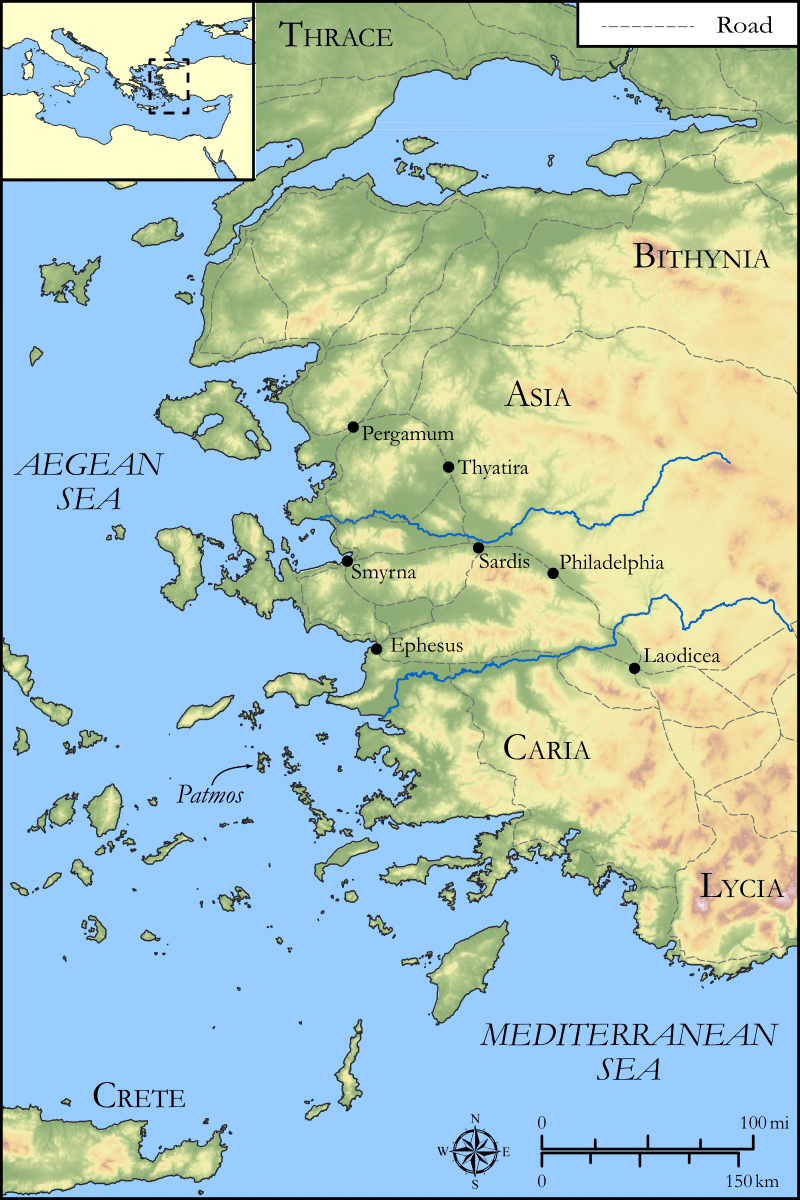 THRACE
Road
BITHYNIA
ASIA
Pergamum
AEGEAN
SEA
Thyatira
Sardis
Philadelphia
Smyrna
Ephesus
Laodicea
CARIA
Patmos
LYCIA
MEDITERRANEAN
SEA
CRETE
N
W
E
S
0
100 mi
0
150 km